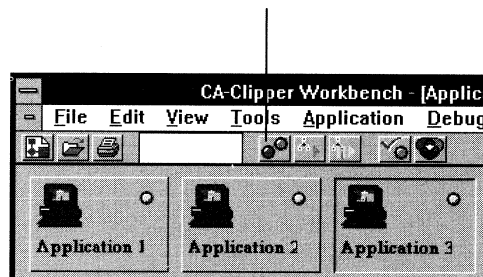 CA-Clipper Workbench - [Applic
File Edit View Tools Application Debug
Application 1 Application 2 Application 3